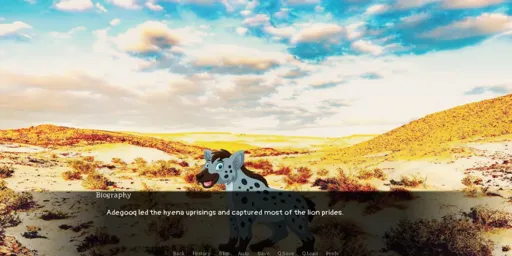 Biography
Adegoog led the hyena uprisings and captured most of the lion prides.
Back History Skip Auto Save Q.Save Q.Load Prefs